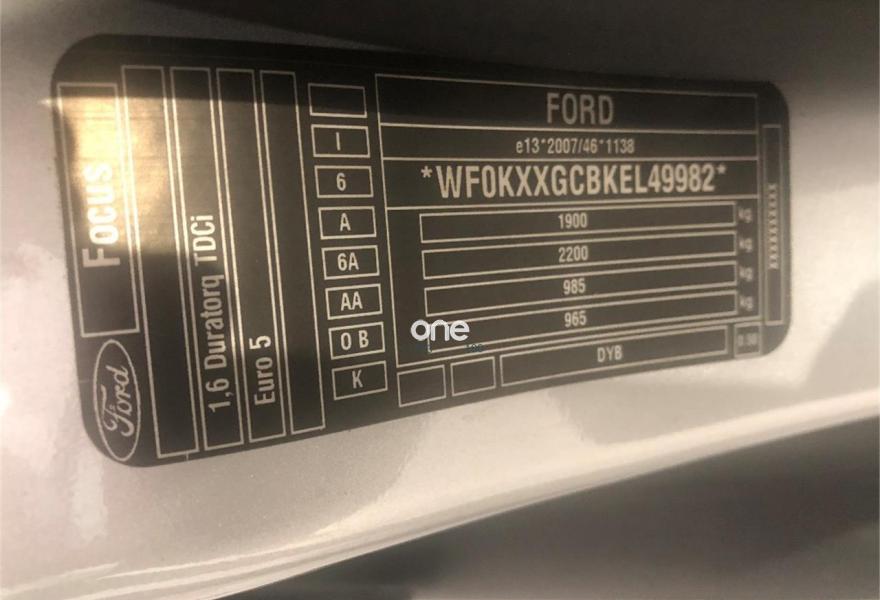 Focus
Ford
1,6 Duratorq TDCi
Euro 5
I
6
A
6A
AA
O B
K
FORD
e13*2007/46*1138
*WF0KXXGCBKEL49982*
1900 kg
2200 kg
985 kg
965 kg
DYB
XXXXXXXXXX
one